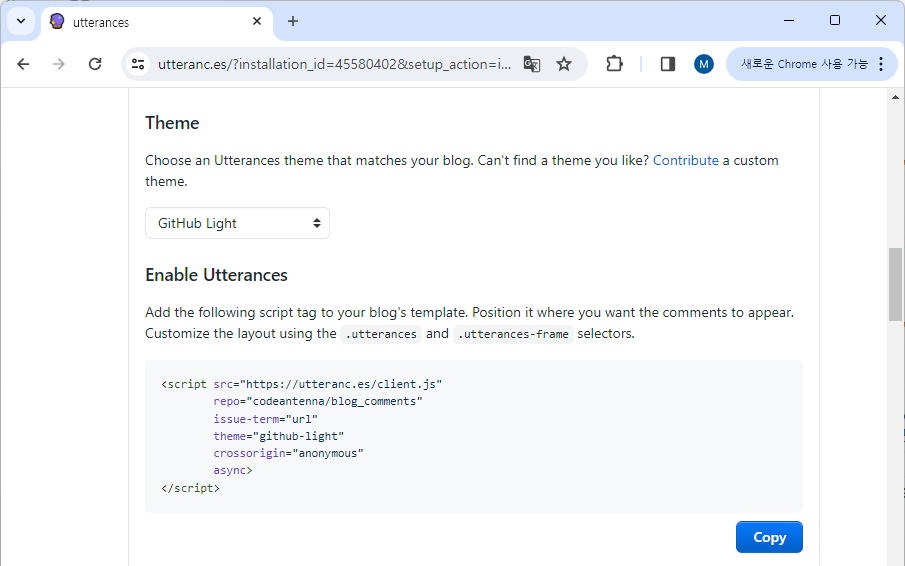 utterances
utteranc.es/?installation_id=45580402&setup_action=i...
M
새로운 Chrome 사용 가능
Theme
Choose an Utterances theme that matches your blog. Can't find a theme you like? Contribute a custom
theme.
GitHub Light
Enable Utterances
Add the following script tag to your blog's template. Position it where you want the comments to appear.
Customize the layout using the .utterances and .utterances-frame selectors.
<script src="https://utteranc.es/client.js"
repo="codeantenna/blog_comments"
issue-term="url"
theme="github-light"
crossorigin="anonymous"
async>
</script>
Copy